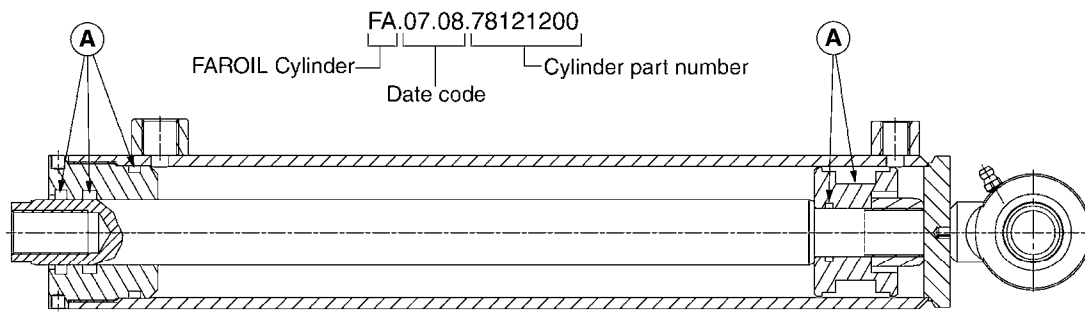 FA.07.08.78121200
A
A
FAROIL Cylinder
Cylinder part number
Date code